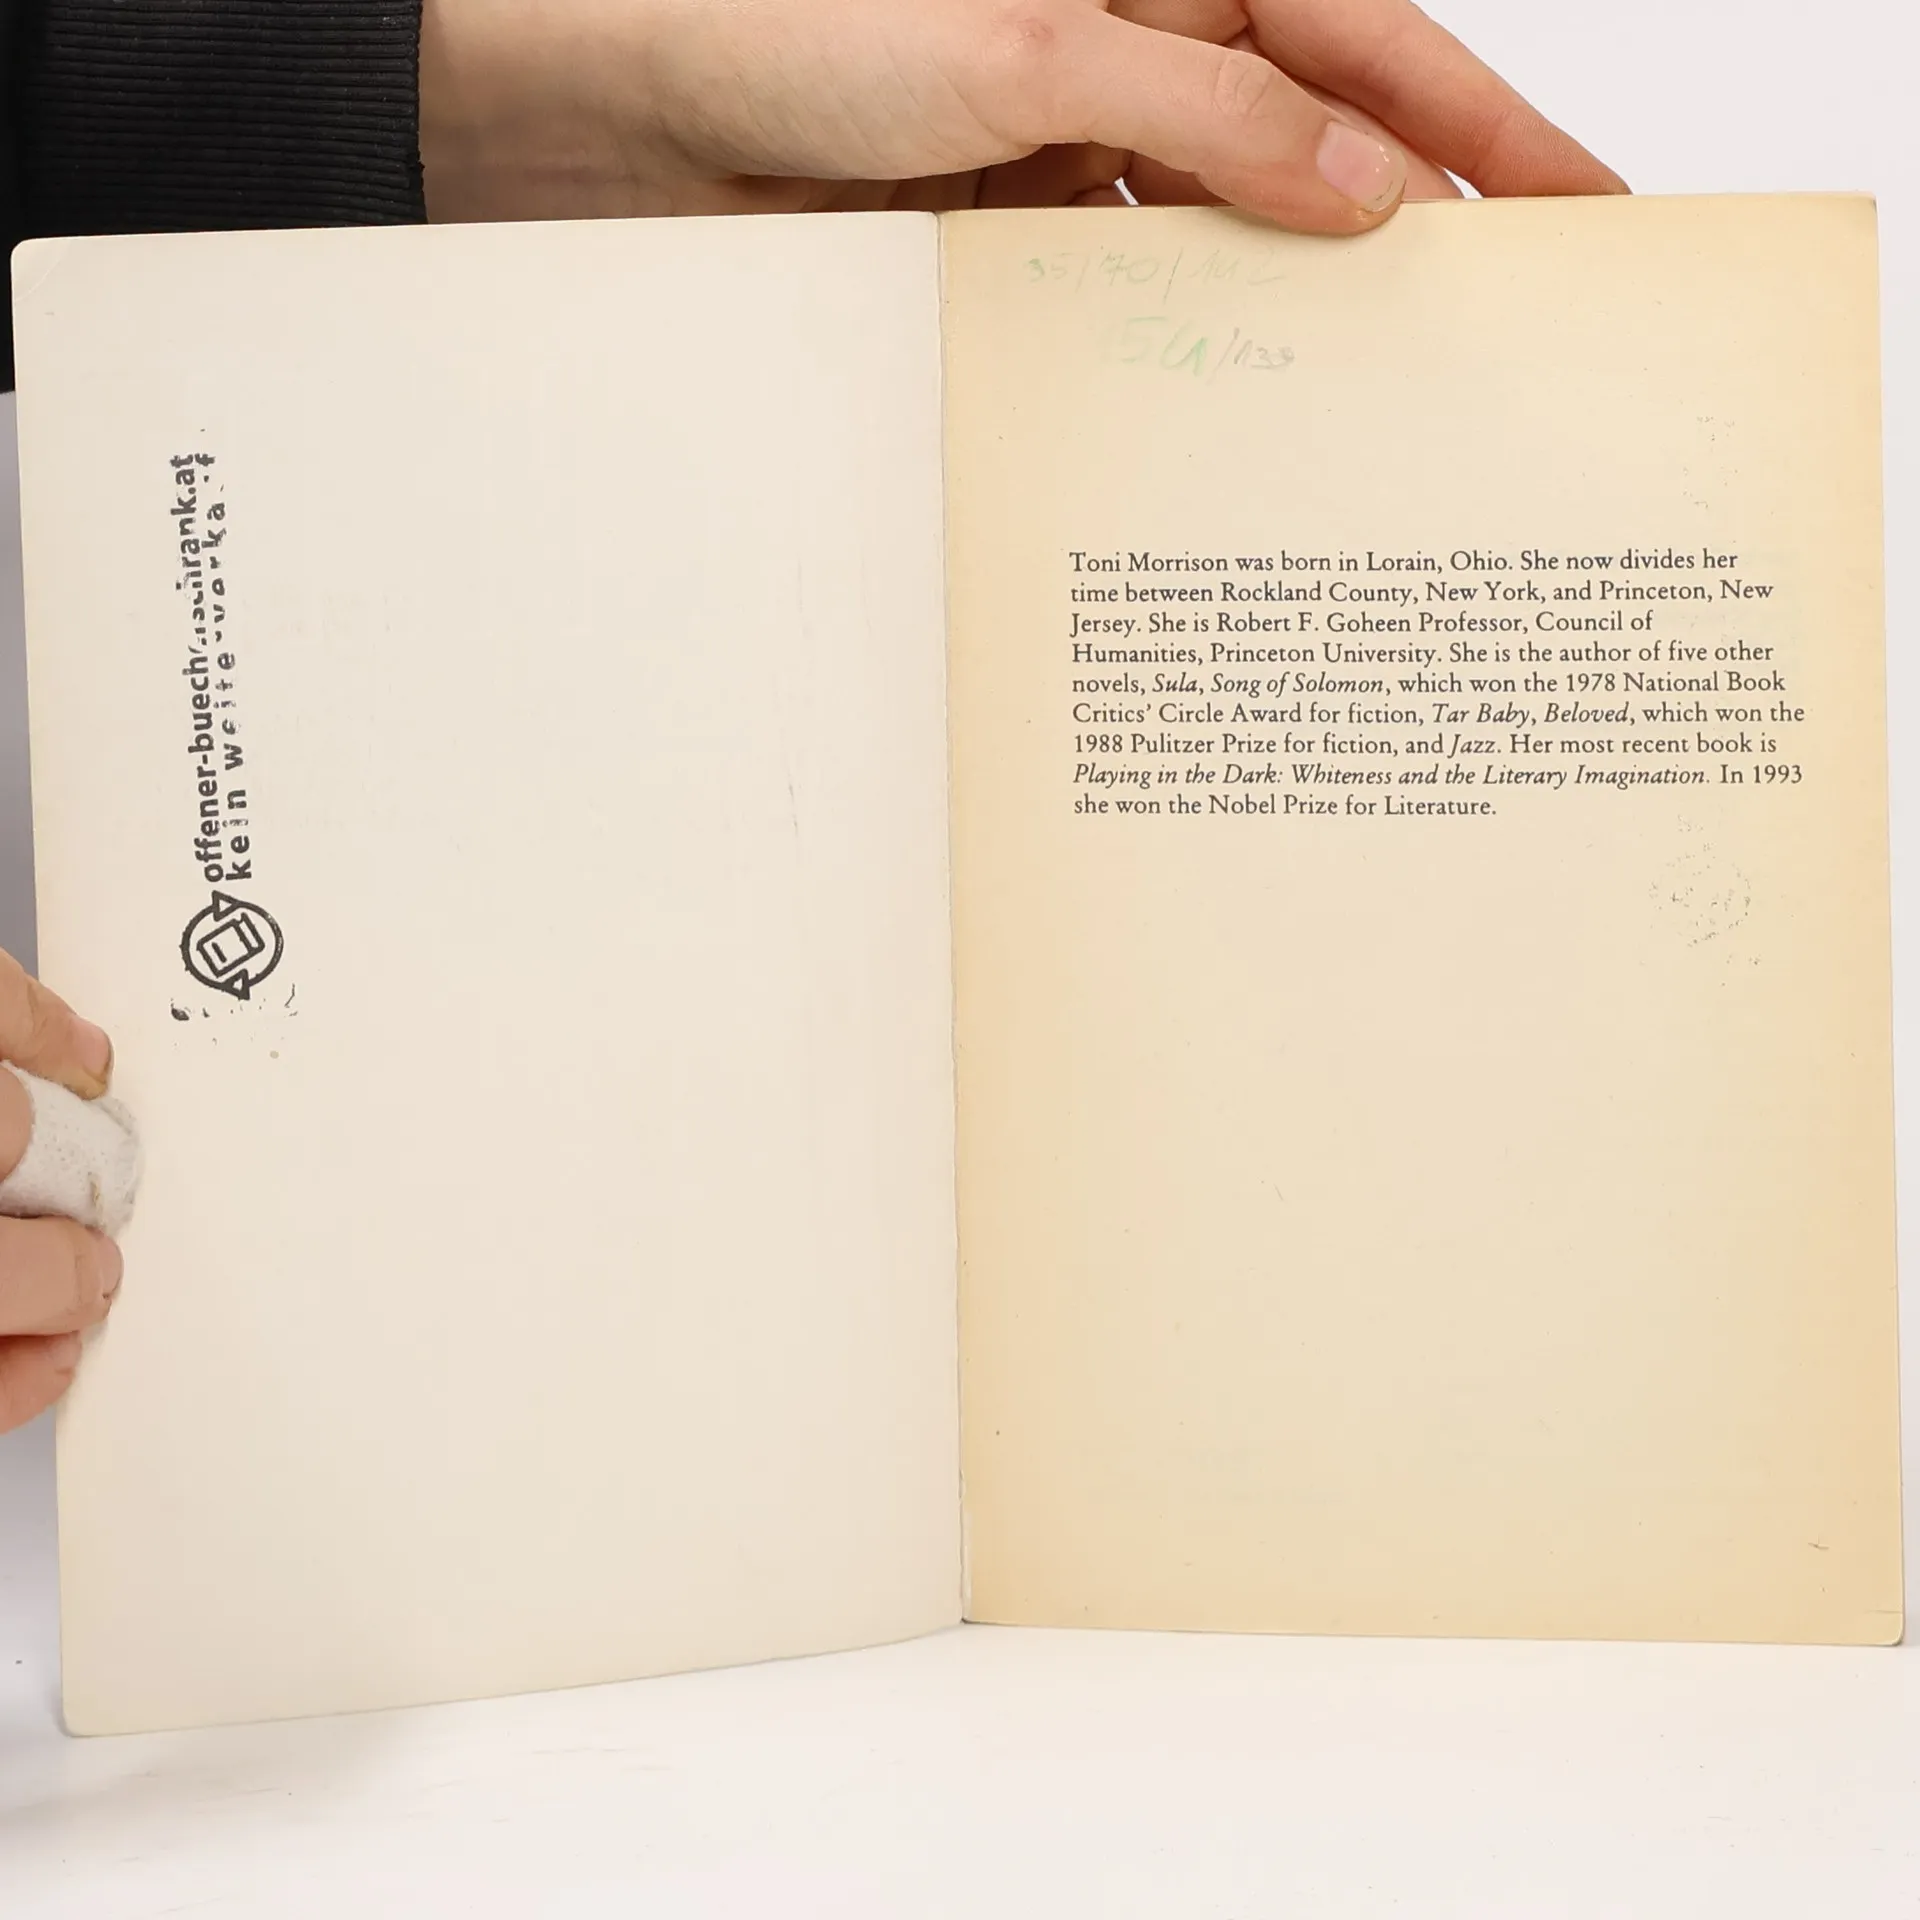 offener-buecherschrank.at
kein weiterverkauf
35/70/112
54/139
Toni Morrison was born in Lorain, Ohio. She now divides her
time between Rockland County, New York, and Princeton, New
Jersey. She is Robert F. Goheen Professor, Council of
Humanities, Princeton University. She is the author of five other
novels, Sula, Song of Solomon, which won the 1978 National Book
Critics’ Circle Award for fiction, Tar Baby, Beloved, which won the
1988 Pulitzer Prize for fiction, and Jazz. Her most recent book is
Playing in the Dark: Whiteness and the Literary Imagination. In 1993
she won the Nobel Prize for Literature.